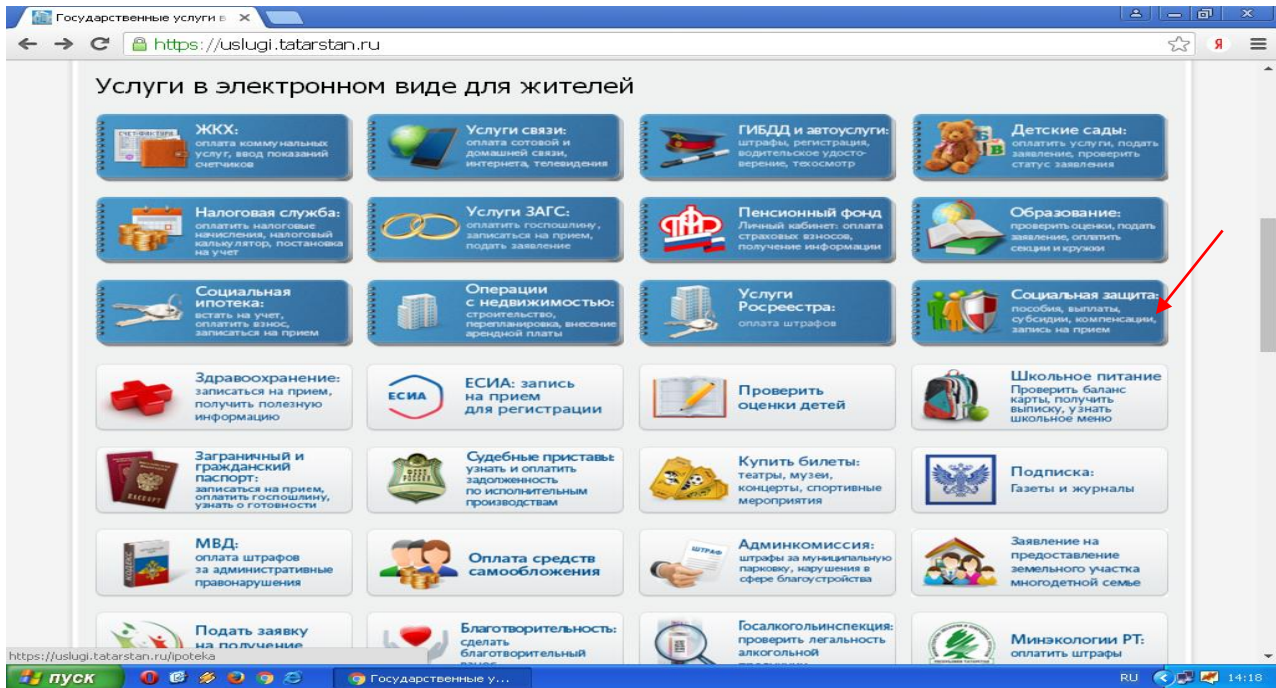 Государственные услуги в
https://uslugi.tatarstan.ru
Я
Услуги в электронном виде для жителей
ЖКХ:
оплата коммунальных
услуг, ввод показаний
счетчиков
Услуги связи:
оплата сотовой и
домашней связи,
интернета, телевидения
ГИБДД и автоуслуги:
штрафы, регистрация,
водительское удосто-
верение, техосмотр
Детские сады:
оплатить услуги, подать
заявление, проверить
статус заявления
Налоговая служба:
оплатить налоговые
начисления, налоговый
калькулятор, постановка
на учет
Услуги ЗАГС:
оплатить госпошлину,
записаться на прием,
подать заявление
Пенсионный фонд
Личный кабинет: оплата
страховых взносов,
получение информации
Образование:
проверить оценки, подать
заявление, оплатить
секции и кружки
Социальная
ипотека:
встать на учет,
оплатить взнос,
записаться на прием
Операции
с недвижимостью:
строительство,
перепланировка, внесение
арендной платы
Услуги
Росреестра:
оплата штрафов
Социальная защита:
пособия, выплаты,
субсидии, компенсации,
запись на прием
Здравоохранение:
записаться на прием,
получить полезную
информацию
ЕСИА
ЕСИА: запись
на прием
для регистрации
Проверить
оценки детей
Школьное питание
Проверить баланс
карты, получить
выписку, узнать
школьное меню
Заграничный и
гражданский
паспорт:
записаться на прием,
оплатить госпошлину,
узнать о готовности
Судебные приставы:
узнать и оплатить
задолженность
по исполнительным
производствам
Купить билеты:
театры, музеи,
концерты, спортивные
мероприятия
Подписка:
Газеты и журналы
МВД:
оплата штрафов
за административные
правонарушения
Оплата средств
самообложения
ШТРАФ
Админкомиссия:
штрафы за муниципальную
парковку, нарушения в
сфере благоустройства
Заявление на
предоставление
земельного участка
многодетной семье
Подать заявку
на получение
Благотворительность:
сделать
благотворительный
взнос
Госалкогольинспекция:
проверить легальность
алкогольной
Минэкологии РТ:
оплатить штрафы
https://uslugi.tatarstan.ru/ipoteka
пуск
Государственные у...
RU
14:18